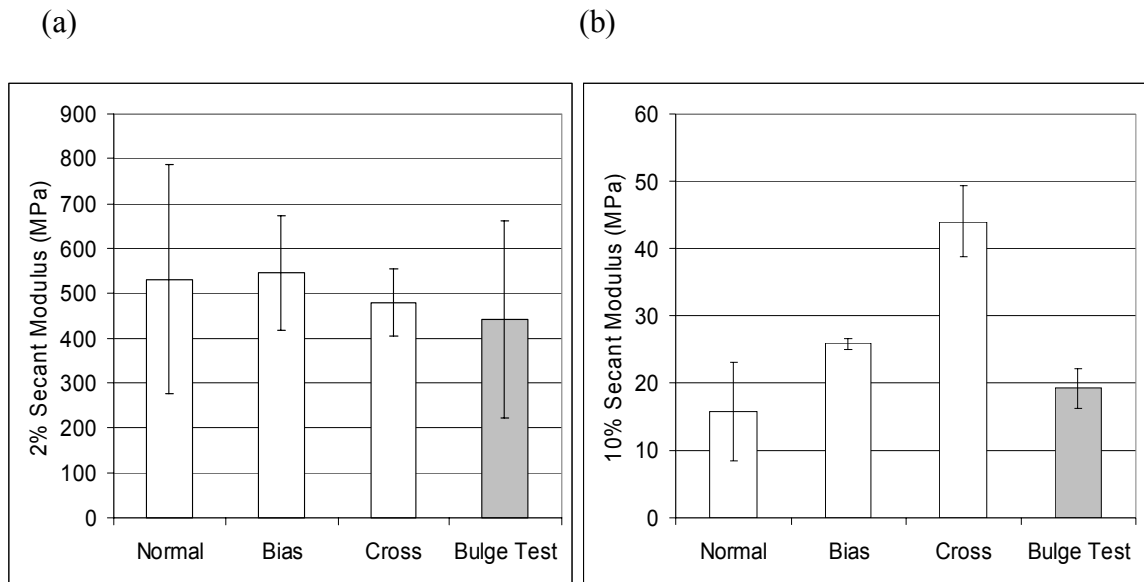 (a)
(b)
2% Secant Modulus (MPa)
900
800
700
600
500
400
300
200
100
0
Normal Bias Cross Bulge Test
10% Secant Modulus (MPa)
60
50
40
30
20
10
0
Normal Bias Cross Bulge Test